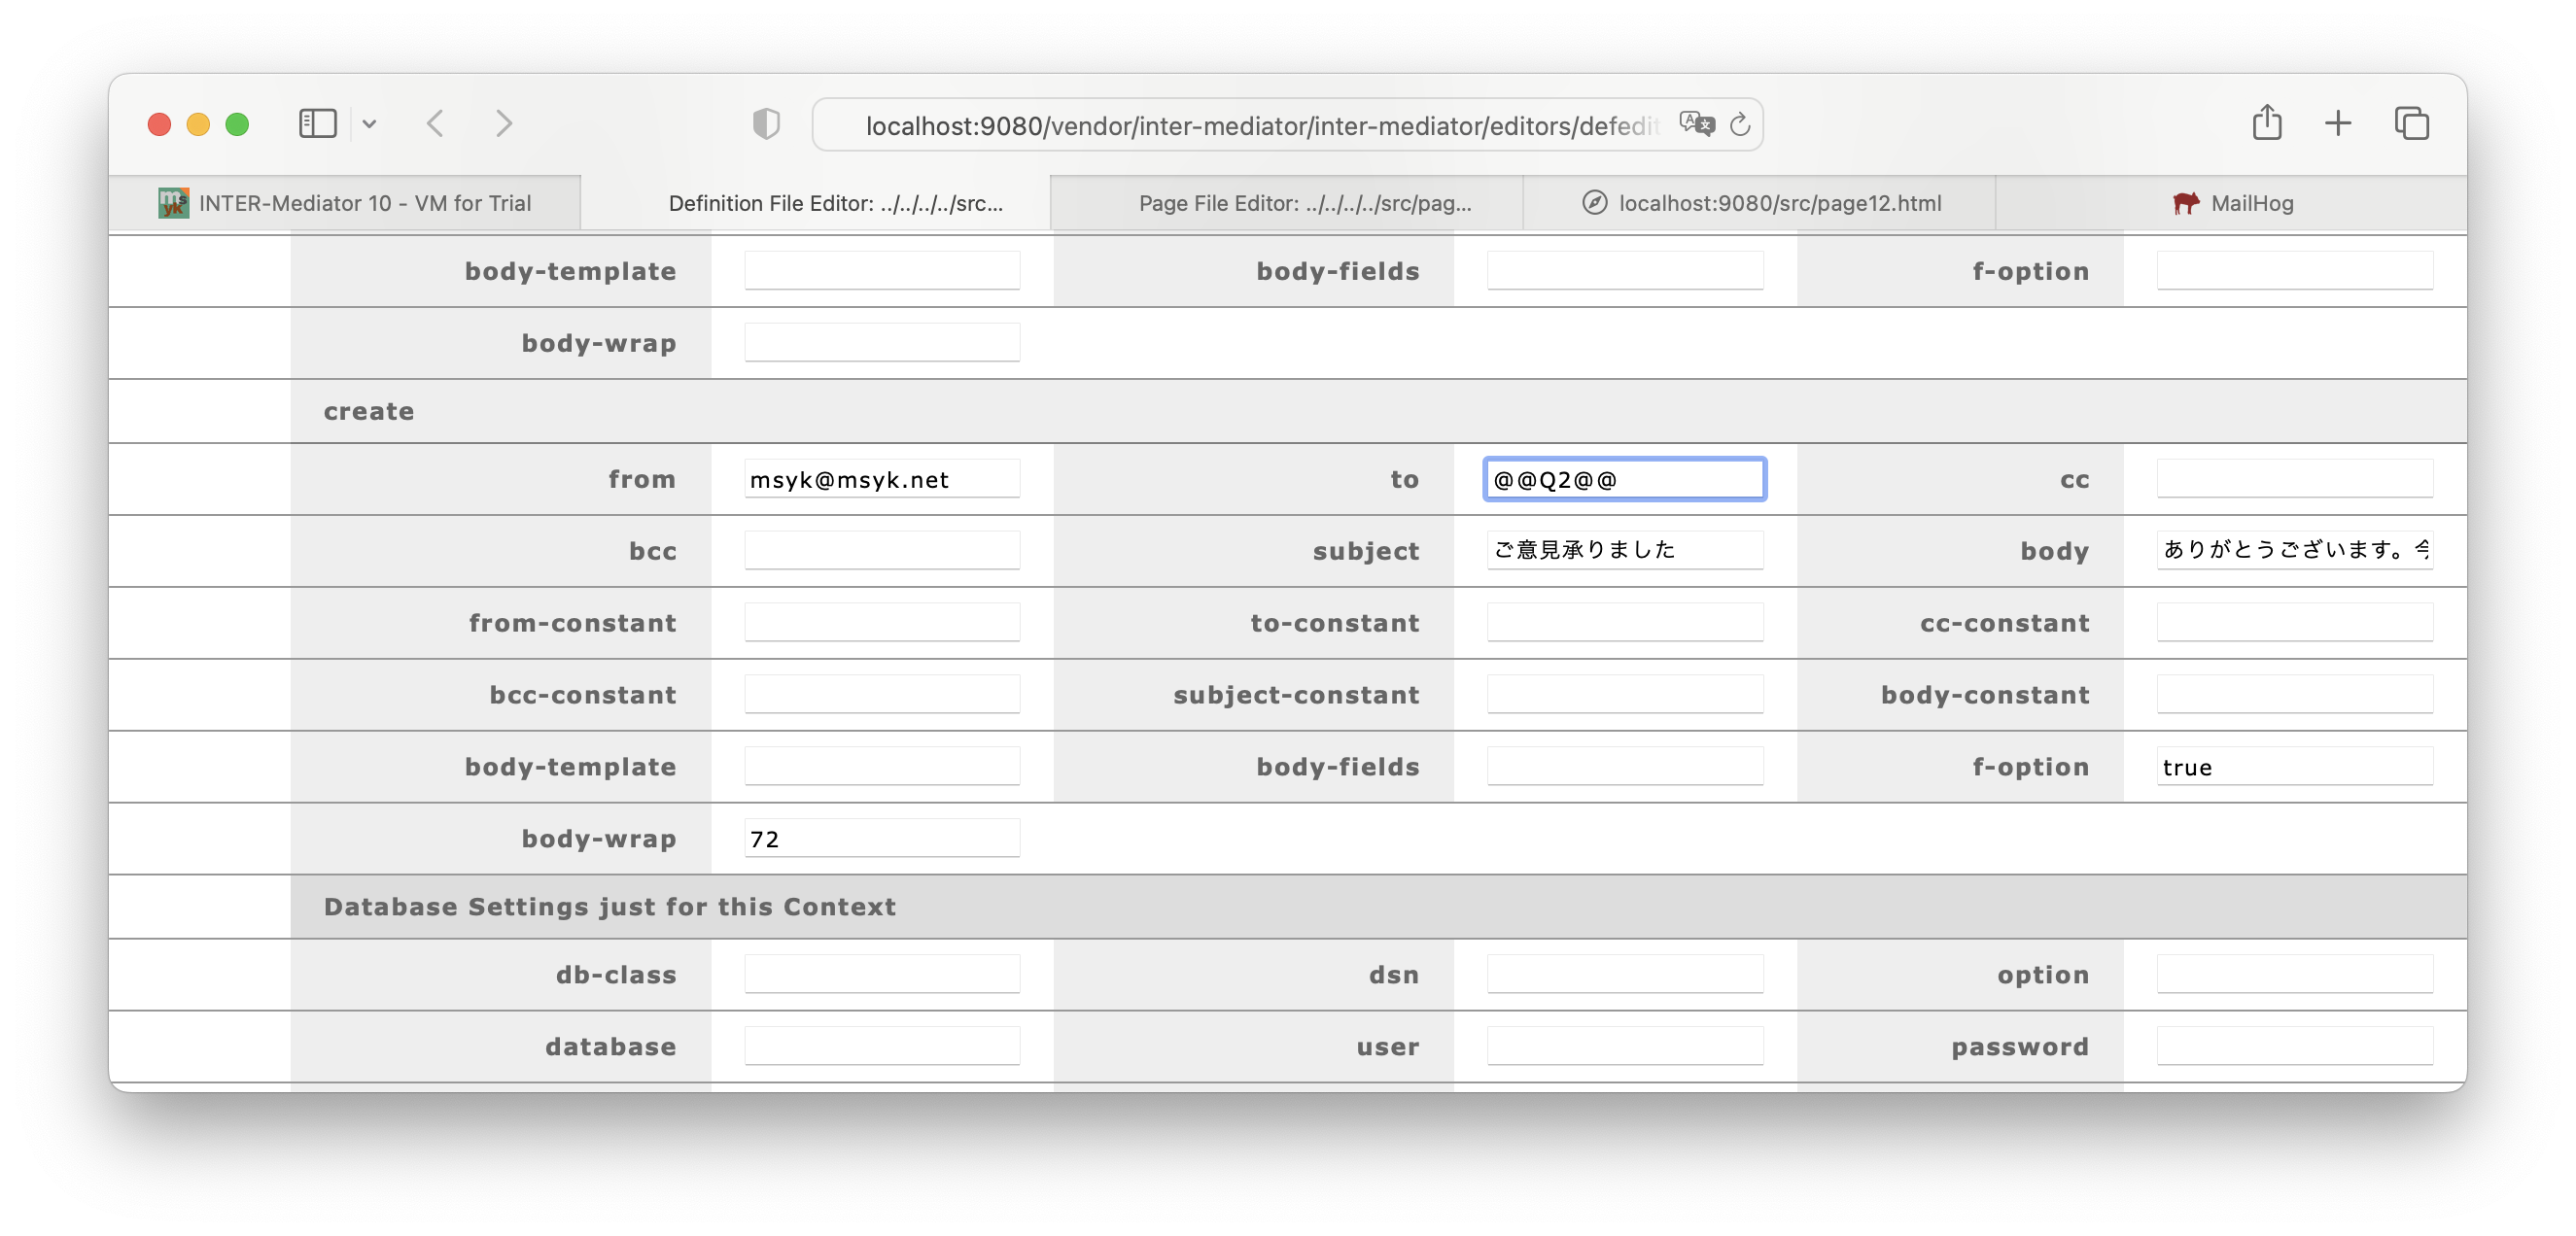 localhost:9080/vendor/inter-mediator/inter-mediator/editors/defedit
INTER-Mediator 10 - VM for Trial
Definition File Editor: ../../../../src...
Page File Editor: ../../../../src/pag...
localhost:9080/src/page12.html
MailHog
body-template body-fields f-option
body-wrap
create
from msyk@msyk.net to @@Q2@@ cc
bcc subject ご意見承りました body ありがとうございます。今
from-constant to-constant cc-constant
bcc-constant subject-constant body-constant
body-template body-fields f-option true
body-wrap 72
Database Settings just for this Context
db-class dsn option
database user password